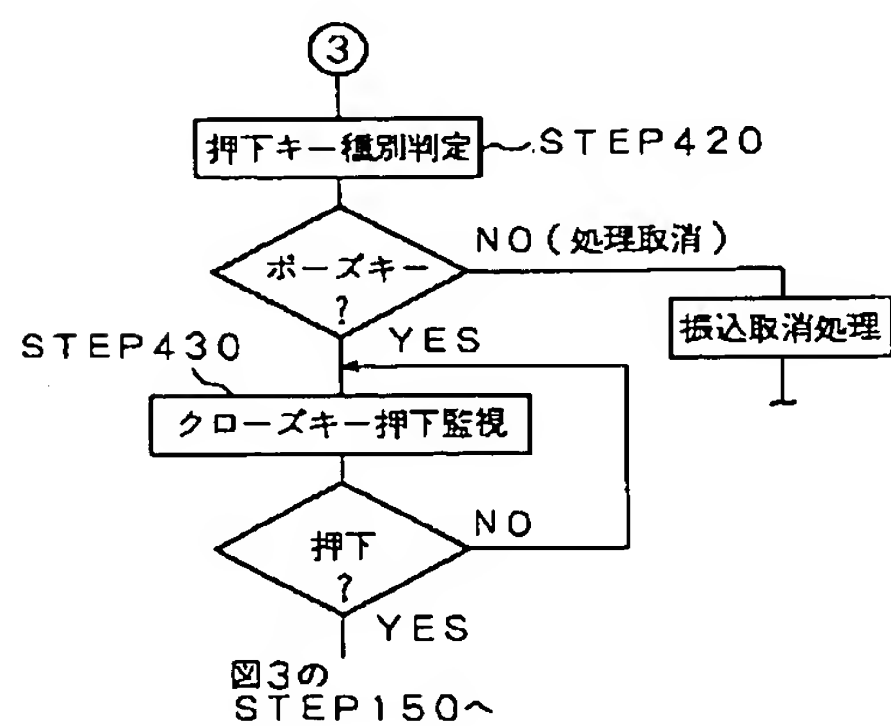 3
押下キー種別判定
STEP420
ポーズキー
?
NO(処理取消)
振込取消処理
YES
STEP430
クローズキー押下監視
押下
?
NO
YES
図3の
STEP150へ